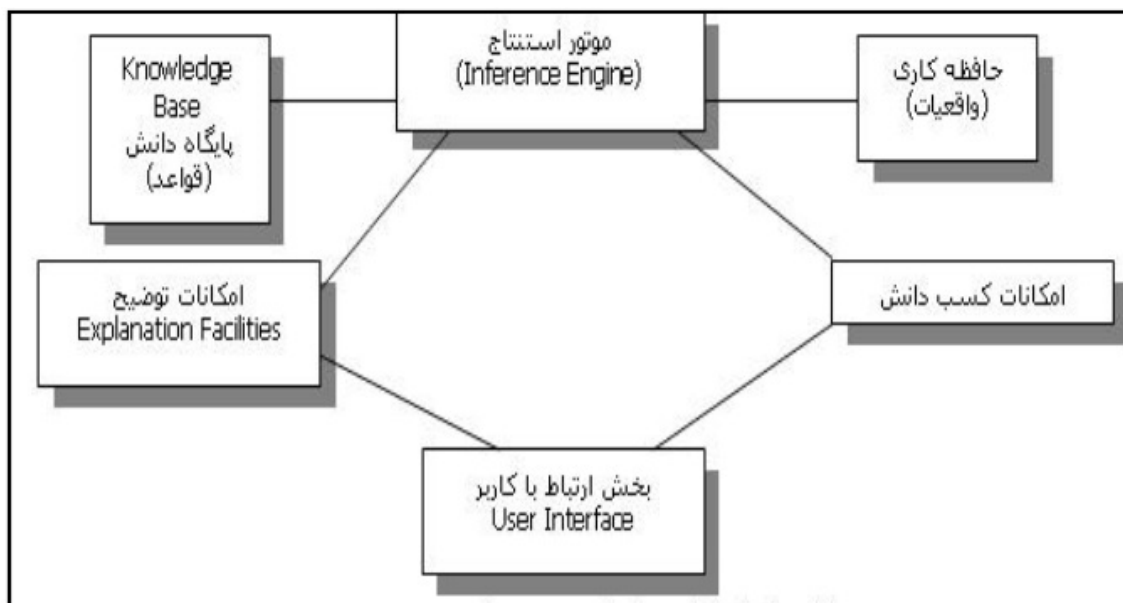 موتور استنتاج
(Inference Engine)
Knowledge
Base
پایگاه دانش
(قواعد)
حافظه کاری
(واقعیات)
امکانات توضیح
Explanation Facilities
امکانات کسب دانش
بخش ارتباط با کاربر
User Interface